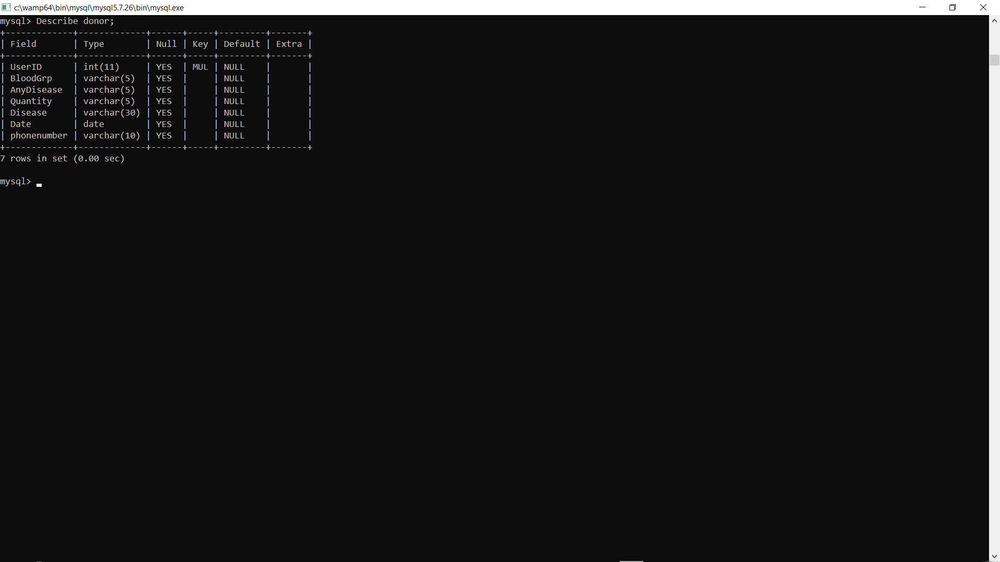 c:\wamp64\bin\mysql\mysql5.7.26\bin\mysql.exe
mysql> Describe donor;
+-------------+-------------+------+-----+---------+-------+
| Field       | Type        | Null | Key | Default | Extra |
+-------------+-------------+------+-----+---------+-------+
| UserID      | int(11)     | YES  | MUL | NULL    |       |
| BloodGrp    | varchar(5)  | YES  |     | NULL    |       |
| AnyDisease  | varchar(5)  | YES  |     | NULL    |       |
| Quantity    | varchar(5)  | YES  |     | NULL    |       |
| Disease     | varchar(30) | YES  |     | NULL    |       |
| Date        | date        | YES  |     | NULL    |       |
| phonenumber | varchar(10) | YES  |     | NULL    |       |
+-------------+-------------+------+-----+---------+-------+
7 rows in set (0.00 sec)
mysql>